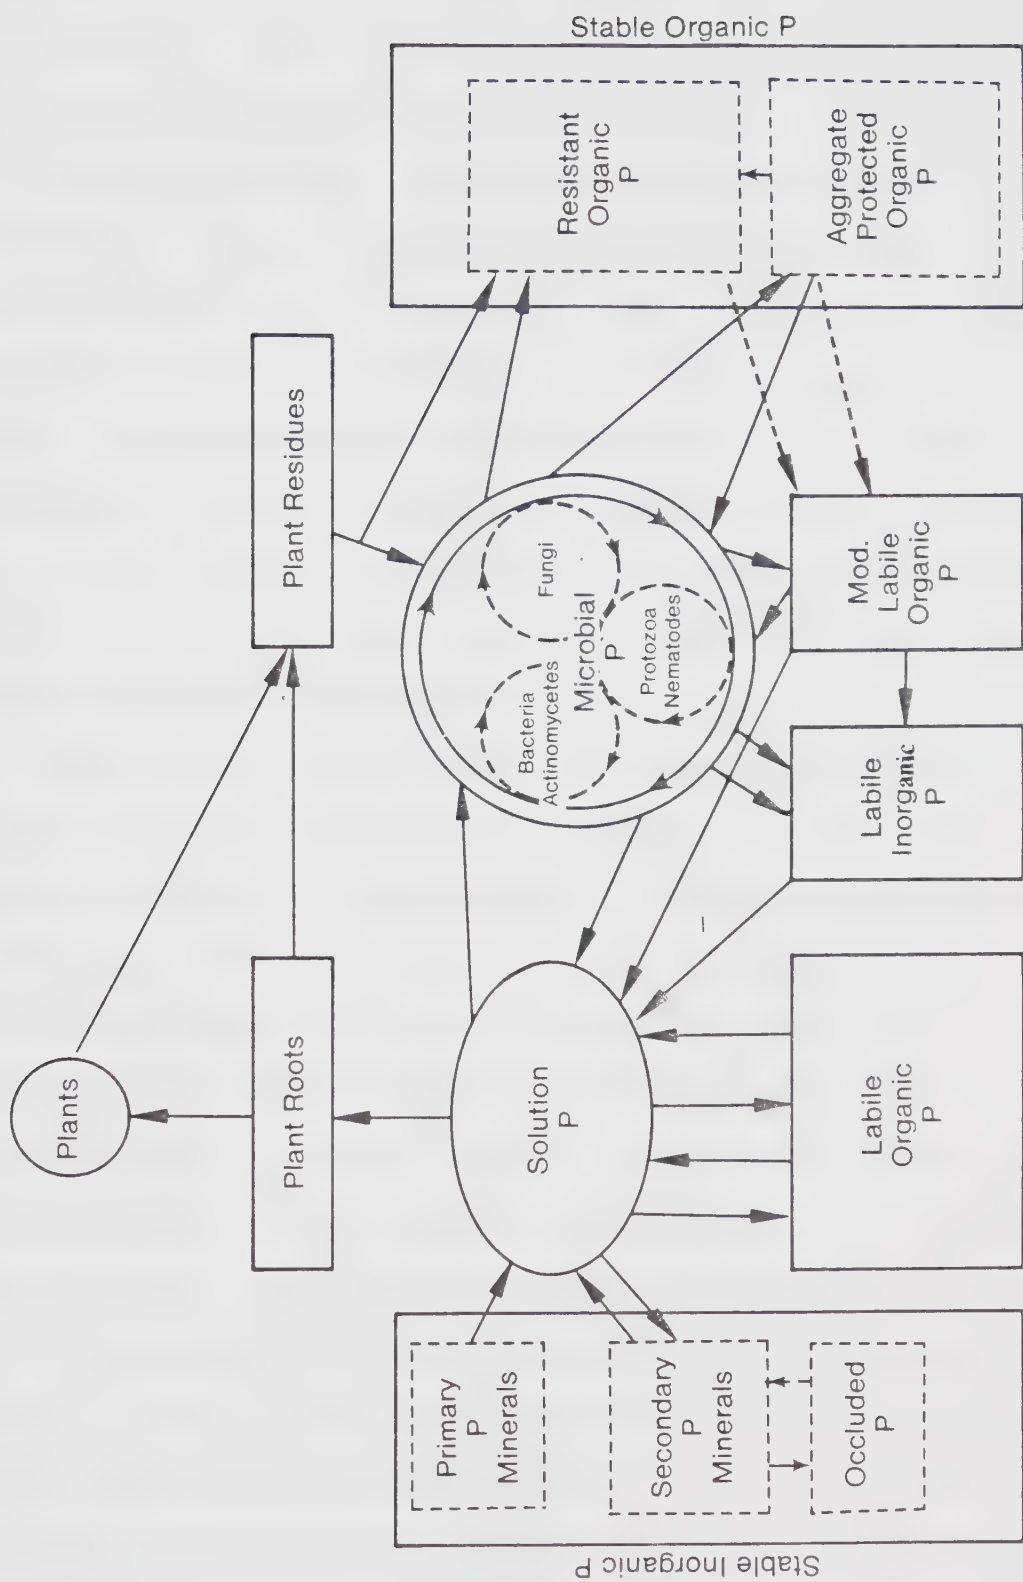 Stable Organic P
Plants
Plant Roots
Plant Residues
Primary
P
Minerals
Secondary
P
Minerals
Occluded
P
Stable Inorganic P
Solution
P
Bacteria
Actinomycetes
Fungi
Microbial
P
Protozoa
Nematodes
Resistant
Organic
P
Aggregate
Protected
Organic
P
Labile
Organic
P
Labile
Inorganic
P
Mod.
Labile
Organic
P